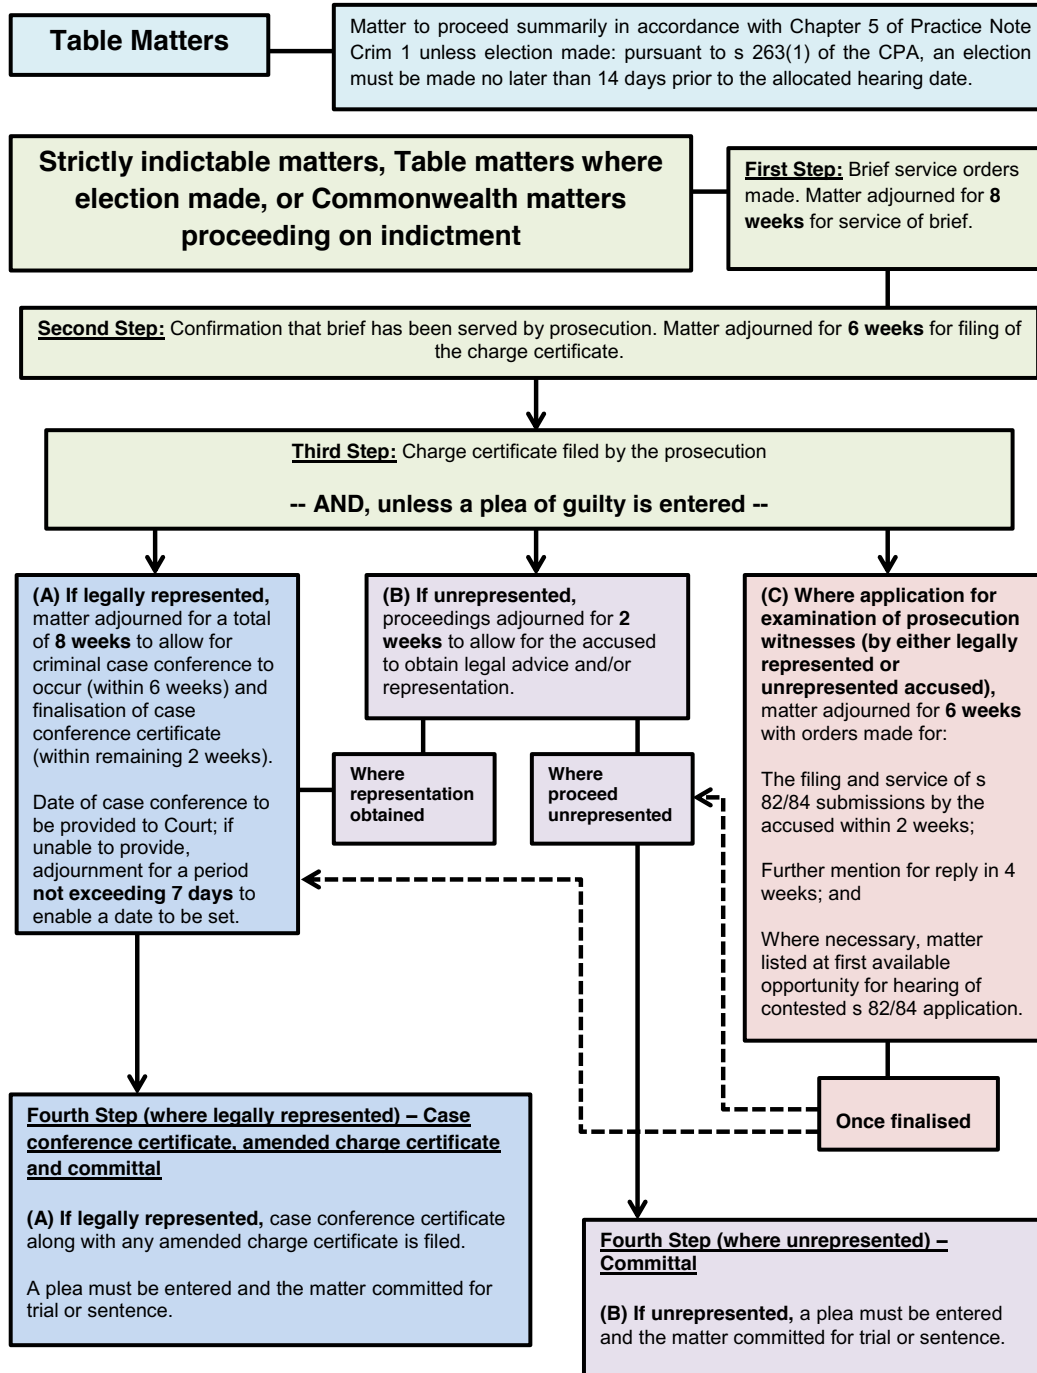 Table Matters
Matter to proceed summarily in accordance with Chapter 5 of Practice Note
Crim 1 unless election made: pursuant to s 263(1) of the CPA, an election
must be made no later than 14 days prior to the allocated hearing date.
Strictly indictable matters, Table matters where
election made, or Commonwealth matters
proceeding on indictment
First Step: Brief service orders
made. Matter adjourned for 8
weeks for service of brief.
Second Step: Confirmation that brief has been served by prosecution. Matter adjourned for 6 weeks for filing of
the charge certificate.
Third Step: Charge certificate filed by the prosecution
-- AND, unless a plea of guilty is entered --
(A) If legally represented,
matter adjourned for a total
of 8 weeks to allow for
criminal case conference to
occur (within 6 weeks) and
finalisation of case
conference certificate
(within remaining 2 weeks).
Date of case conference to
be provided to Court; if
unable to provide,
adjournment for a period
not exceeding 7 days to
enable a date to be set.
(B) If unrepresented,
proceedings adjourned for 2
weeks to allow for the accused
to obtain legal advice and/or
representation.
Where
representation
obtained
Where
proceed
unrepresented
(C) Where application for
examination of prosecution
witnesses (by either legally
represented or
unrepresented accused),
matter adjourned for 6 weeks
with orders made for:
The filing and service of s
82/84 submissions by the
accused within 2 weeks;
Further mention for reply in 4
weeks; and
Where necessary, matter
listed at first available
opportunity for hearing of
contested s 82/84 application.
Once finalised
Fourth Step (where legally represented) – Case
conference certificate, amended charge certificate
and committal
(A) If legally represented, case conference certificate
along with any amended charge certificate is filed.
A plea must be entered and the matter committed for
trial or sentence.
Fourth Step (where unrepresented) –
Committal
(B) If unrepresented, a plea must be entered
and the matter committed for trial or sentence.